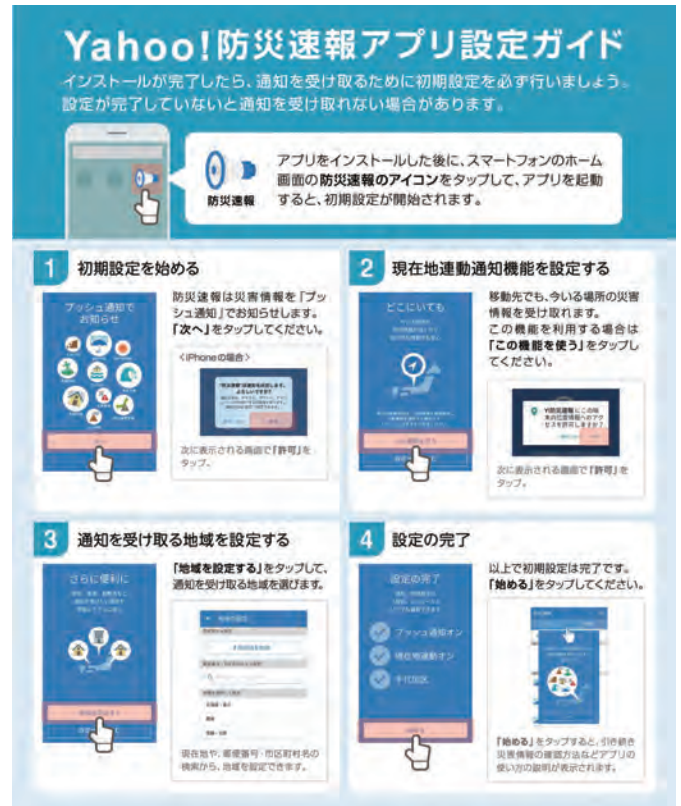 Yahoo!防災速報アプリ設定ガイド
インストールが完了したら、通知を受け取るために初期設定を必ず行いましょう。
設定が完了していないと通知を受け取れない場合があります。
アプリをインストールした後に、スマートフォンのホーム
画面の防災速報のアイコンをタップして、アプリを起動
すると、初期設定が開始されます。
防災速報
1 初期設定を始める
プッシュ通知で
お知らせ
防災速報は災害情報を「プッ
シュ通知」でお知らせします。
「次へ」をタップしてください。
<iPhoneの場合>
次に表示される画面で「許可」を
タップ。
2 現在地連動通知機能を設定する
どこにいても
移動先でも、今いる場所の災害
情報を受け取れます。
この機能を利用する場合は
「この機能を使う」をタップし
てください。
次に表示される画面で「許可」を
タップ。
3 通知を受け取る地域を設定する
さらに便利に
「地域を設定する」をタップして、
通知を受け取る地域を選びます。
現在地や、郵便番号・市区町村名の
検索から、地域を設定できます。
4 設定の完了
設定の完了
プッシュ通知オン
現在地連動オン
千代田区
以上で初期設定は完了です。
「始める」をタップしてください。
「始める」をタップすると、引き続き
災害情報の確認方法などアプリの
使い方の説明が表示されます。